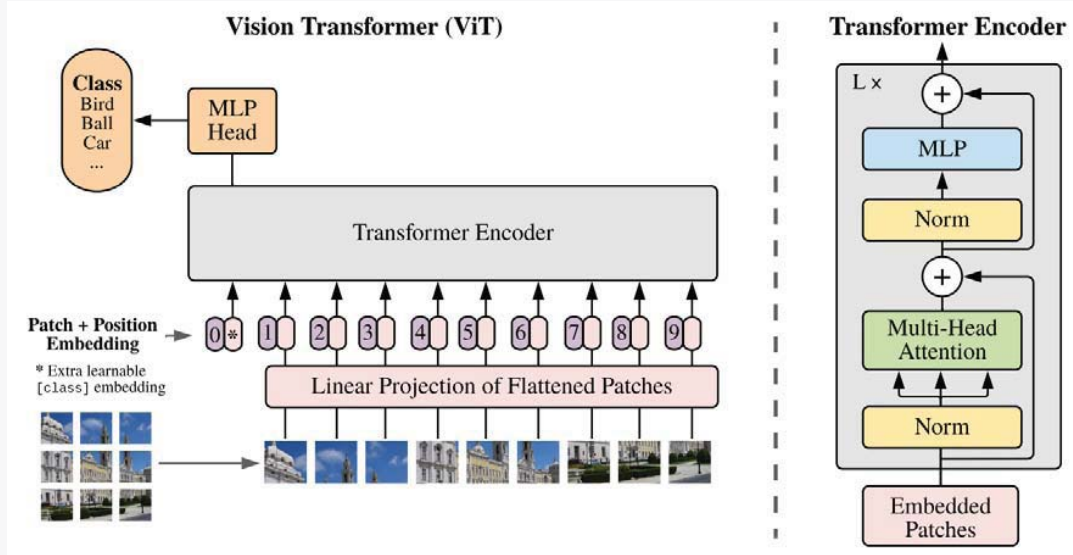 Vision Transformer (ViT)
Class
Bird
Ball
Car
...
MLP
Head
Transformer Encoder
Patch + Position
Embedding
* Extra learnable
[class] embedding
0 *
1
2
3
4
5
6
7
8
9
Linear Projection of Flattened Patches
Transformer Encoder
L ×
+
MLP
Norm
+
Multi-Head
Attention
Norm
Embedded
Patches